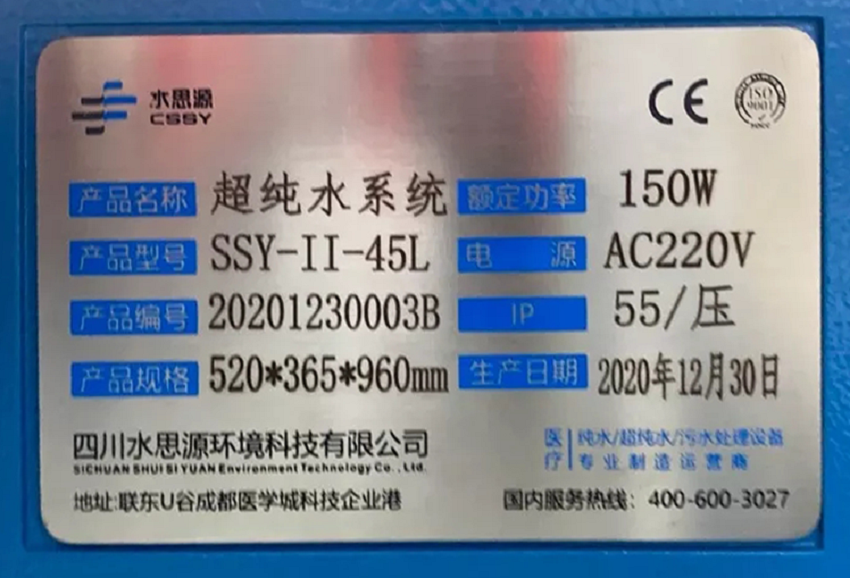 水思源
CSSY
CE
ISO
9001
产品名称 超纯水系统 额定功率 150W
产品型号 SSY-II-45L 电 源 AC220V
产品编号 20201230003B IP 55/压
产品规格 520*365*960mm 生产日期 2020年12月30日
四川水思源环境科技有限公司
SICHUAN SHUI SI YUAN Environment Technology Co., Ltd.
医疗 纯水/超纯水/污水处理设备
专业制造运营商
地址:联东U谷成都医学城科技企业港
国内服务热线：400-600-3027